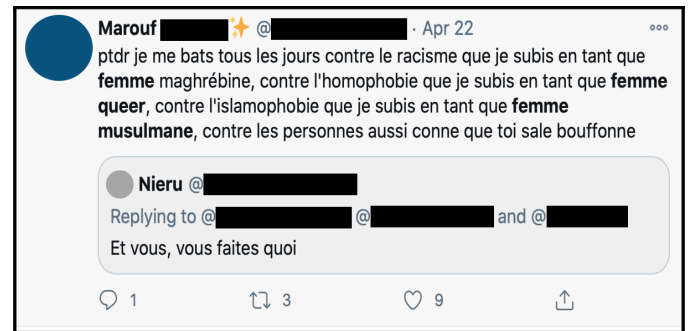 Marouf @ · Apr 22
ptdr je me bats tous les jours contre le racisme que je subis en tant que
femme maghrébine, contre l'homophobie que je subis en tant que femme
queer, contre l'islamophobie que je subis en tant que femme
musulmane, contre les personnes aussi conne que toi sale bouffonne
Nieru @
Replying to @ @ and @
Et vous, vous faites quoi
1 3 9